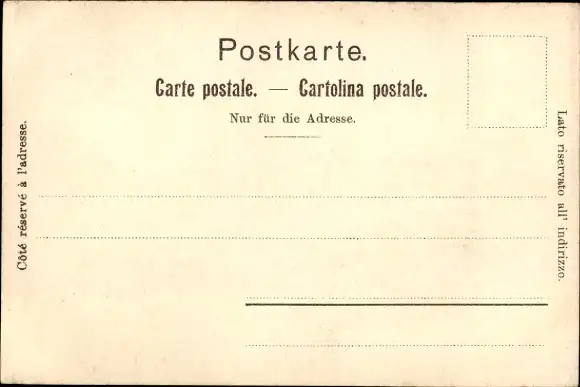 Postkarte.
Carte postale. — Cartolina postale.
Nur für die Adresse.
Côté réservé à l'adresse.
Lato riservato all' indirizzo.